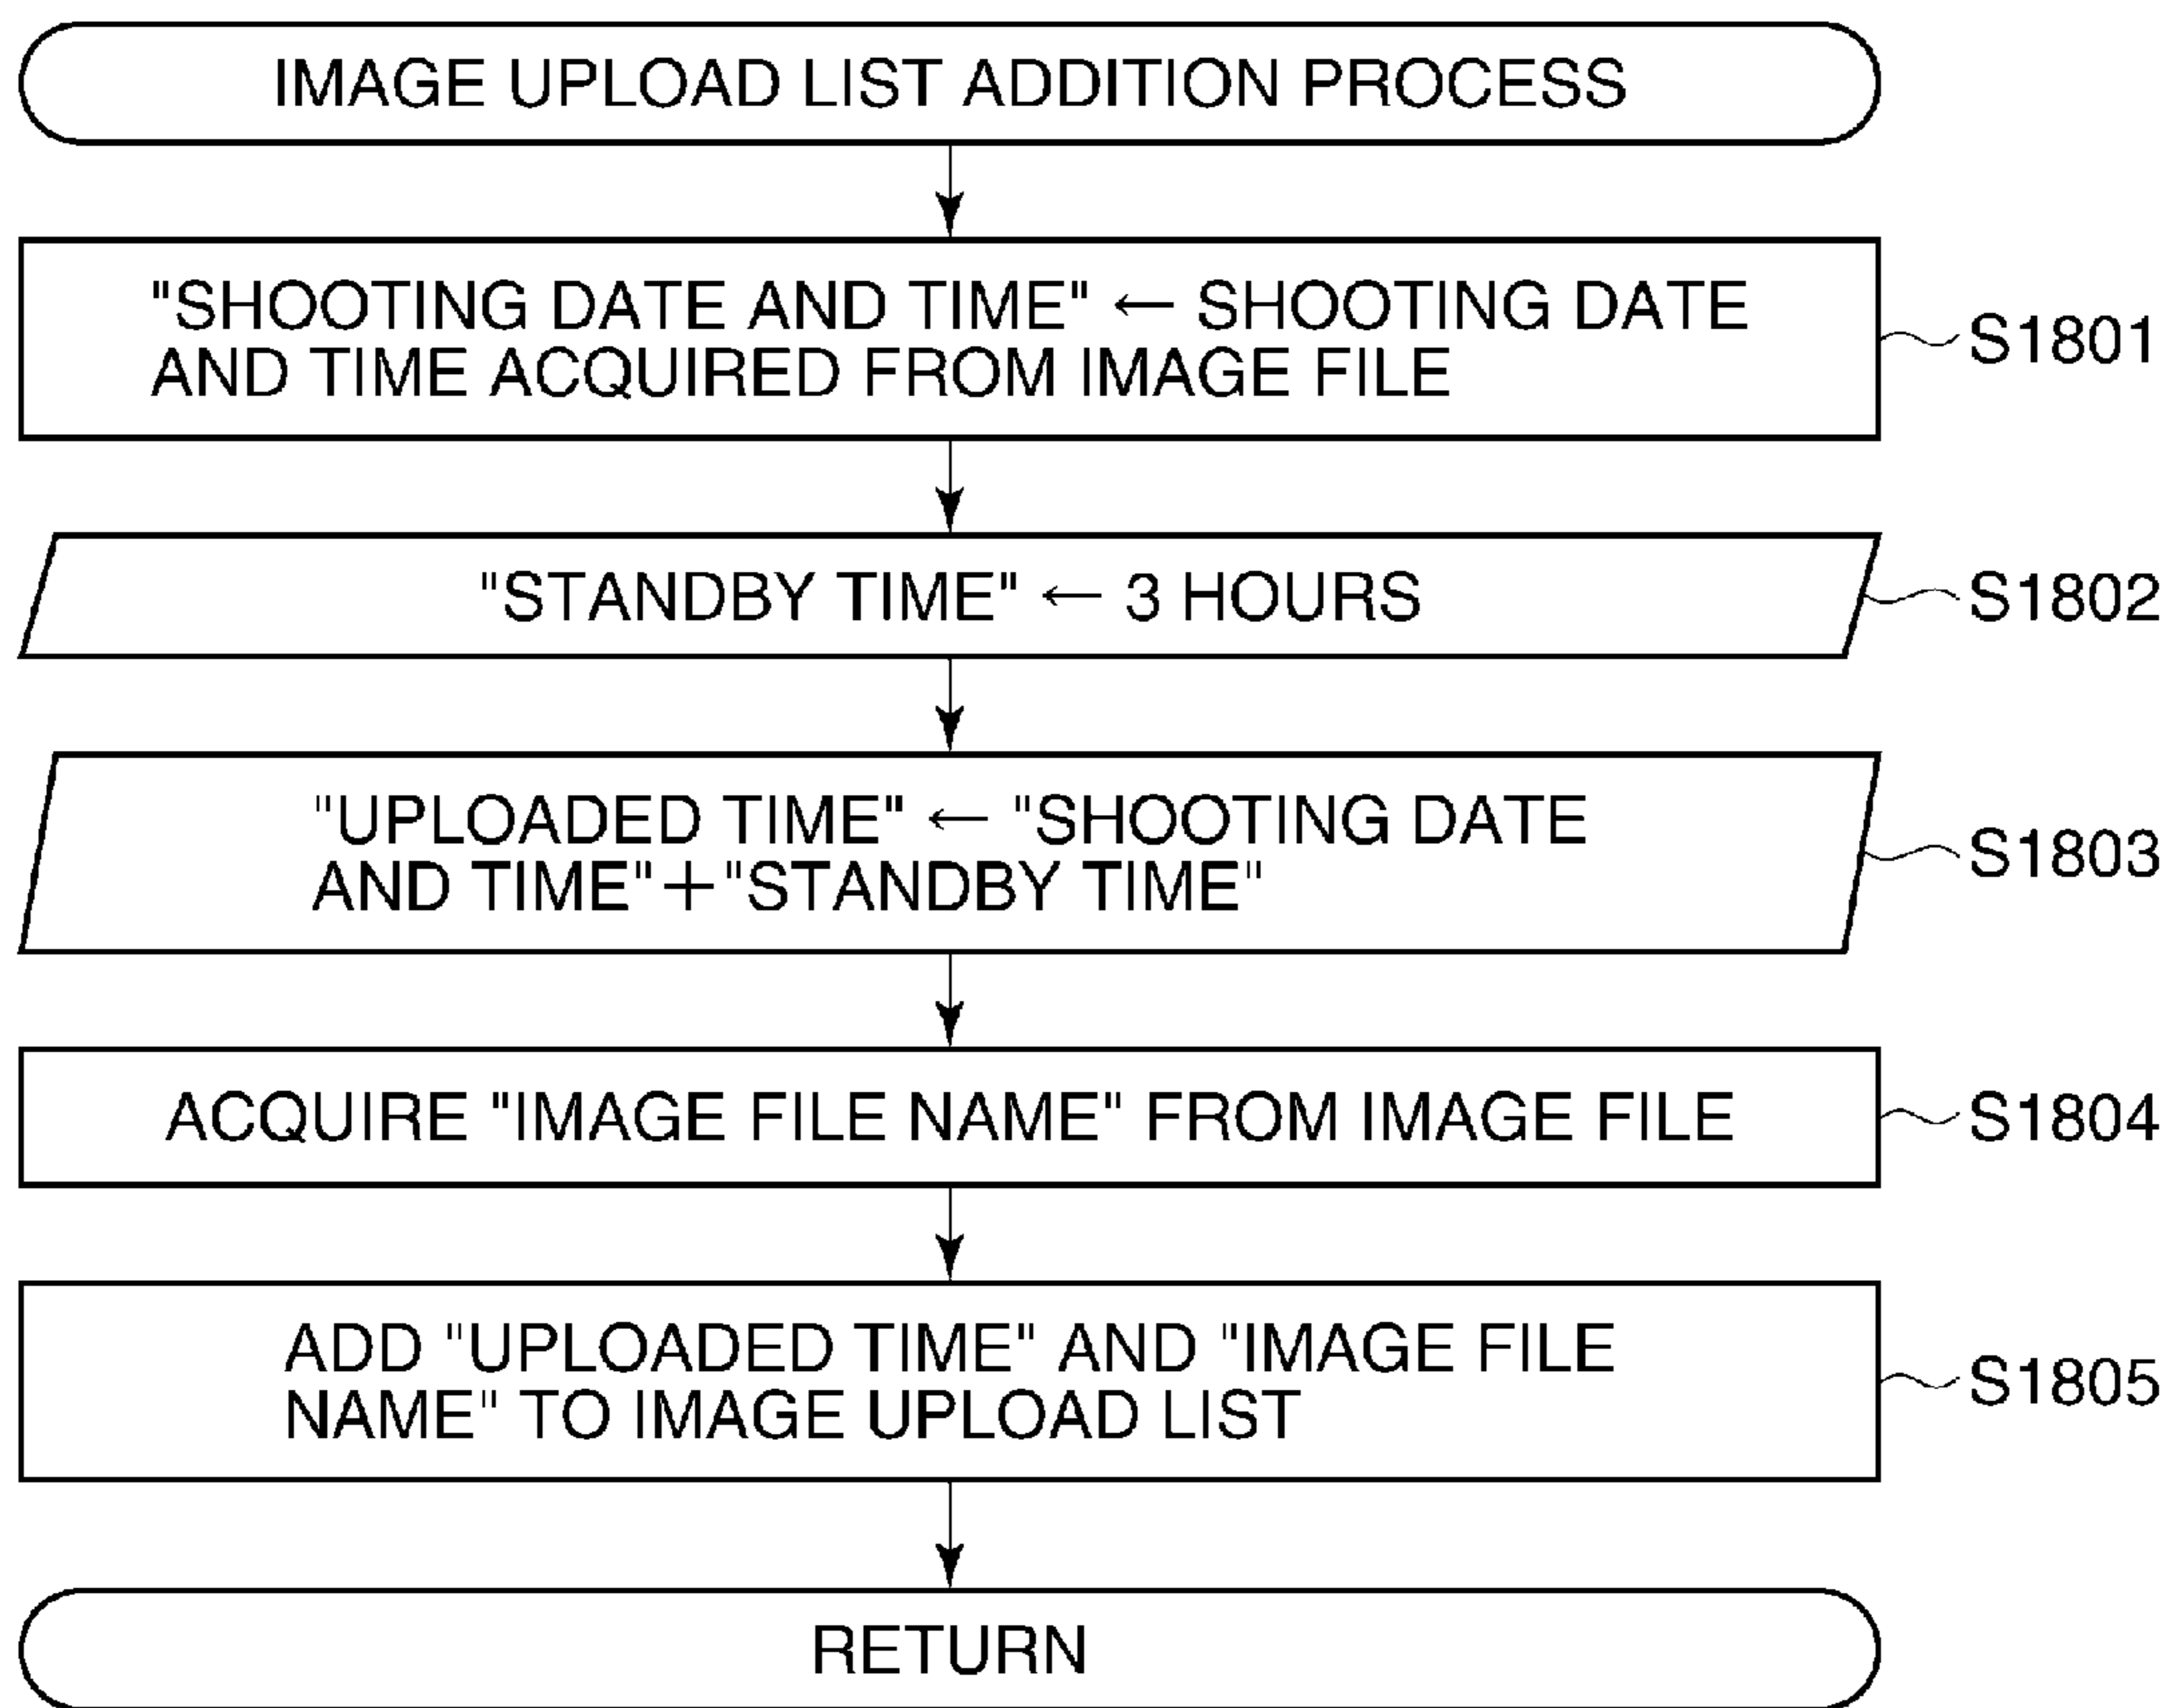 IMAGE UPLOAD LIST ADDITION PROCESS
"SHOOTING DATE AND TIME" ← SHOOTING DATE
AND TIME ACQUIRED FROM IMAGE FILE
S1801
"STANDBY TIME" ← 3 HOURS
S1802
"UPLOADED TIME" ← "SHOOTING DATE
AND TIME"+"STANDBY TIME"
S1803
ACQUIRE "IMAGE FILE NAME" FROM IMAGE FILE
S1804
ADD "UPLOADED TIME" AND "IMAGE FILE
NAME" TO IMAGE UPLOAD LIST
S1805
RETURN